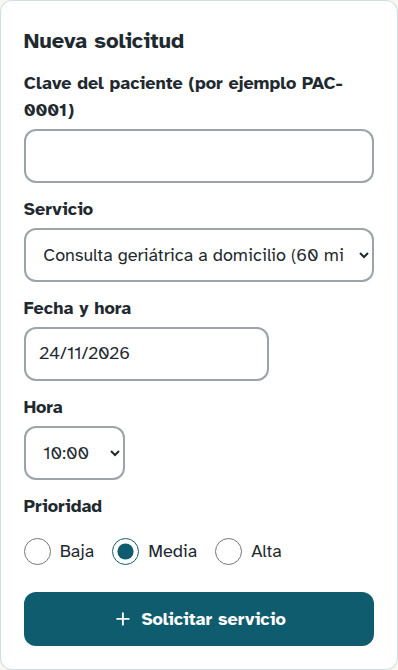 Nueva solicitud
Clave del paciente (por ejemplo PAC-
0001)
Servicio
Consulta geriátrica a domicilio (60 mi
Fecha y hora
24/11/2026
Hora
10:00
Prioridad
Baja Media Alta
+ Solicitar servicio